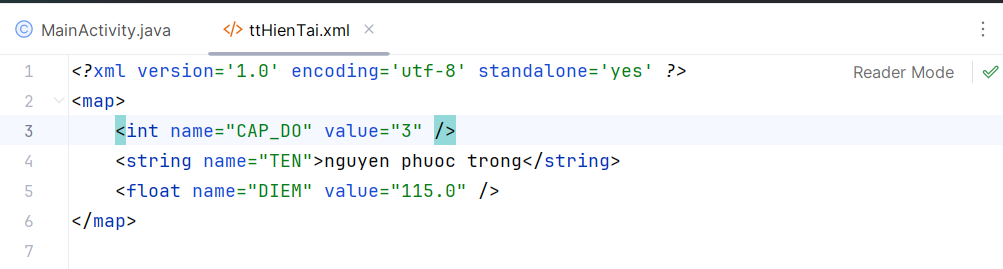 MainActivity.java
</> ttHienTai.xml
Reader Mode
1 <?xml version='1.0' encoding='utf-8' standalone='yes' ?>
2 <map>
3     <int name="CAP_DO" value="3" />
4     <string name="TEN">nguyen phuoc trong</string>
5     <float name="DIEM" value="115.0" />
6 </map>
7